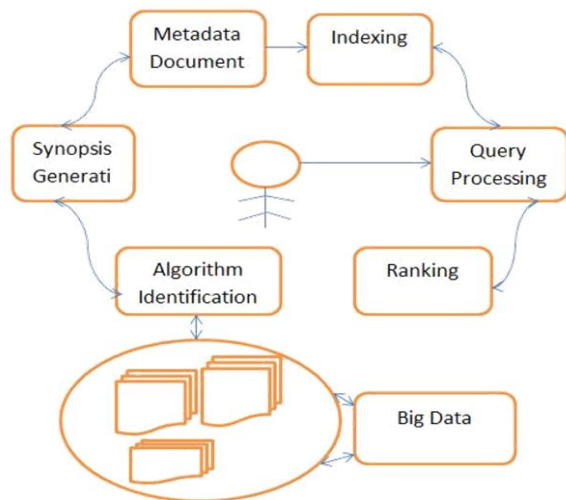 Metadata
Document
Indexing
Synopsis
Generati
Query
Processing
Algorithm
Identification
Ranking
Big Data